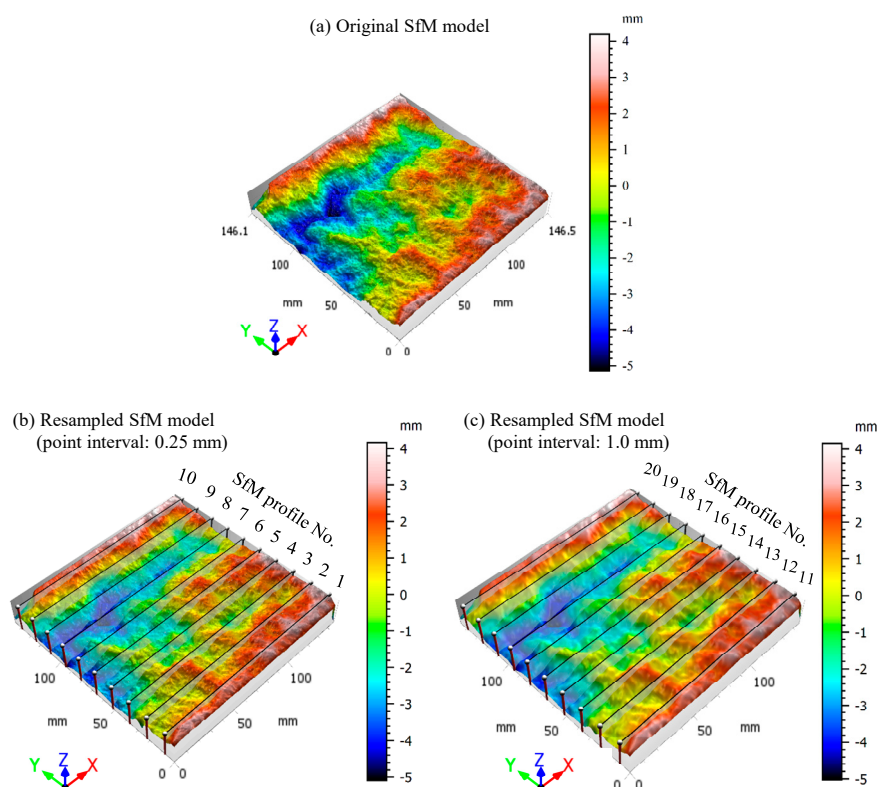 (a) Original SfM model
mm
4
3
2
1
0
-1
-2
-3
-4
-5
146.1
100
mm
50
0
0
50
mm
100
146.5
Y
Z
X
(b) Resampled SfM model
(point interval: 0.25 mm)
mm
4
3
2
1
0
-1
-2
-3
-4
-5
SfM profile No.
10 9 8 7 6 5 4 3 2 1
100
mm
50
0
0
50
mm
100
Y
Z
X
(c) Resampled SfM model
(point interval: 1.0 mm)
mm
4
3
2
1
0
-1
-2
-3
-4
-5
SfM profile No.
20 19 18 17 16 15 14 13 12 11
100
mm
50
0
0
50
mm
100
Y
Z
X